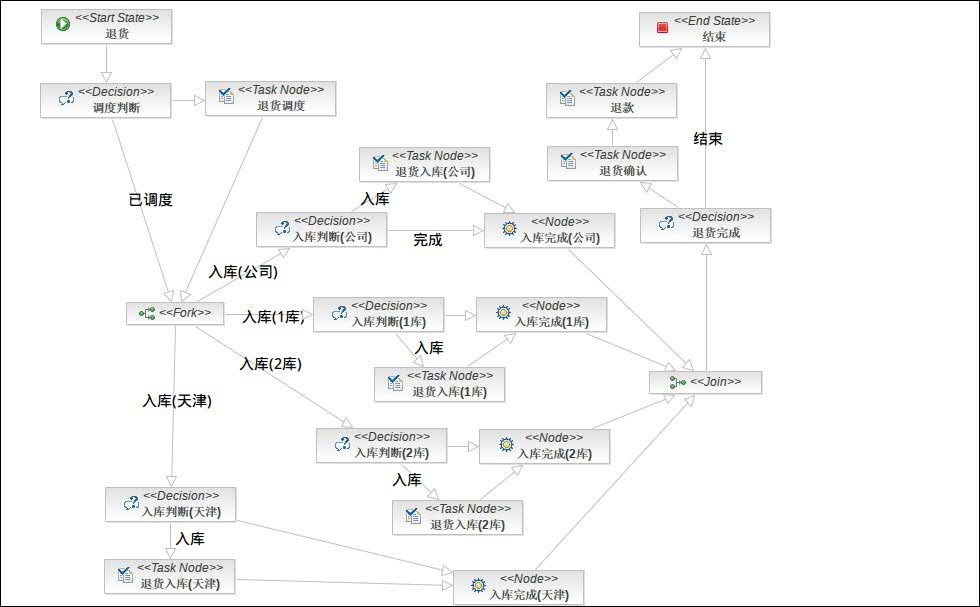 <<Start State>>
退货
<<End State>>
结束
<<Decision>>
调度判断
<<Task Node>>
退货调度
<<Task Node>>
退款
结束
<<Task Node>>
退货入库(公司)
<<Task Node>>
退货确认
已调度
入库
<<Decision>>
入库判断(公司)
完成
<<Node>>
入库完成(公司)
<<Decision>>
退货完成
入库(公司)
<<Fork>>
入库(1库)
<<Decision>>
入库判断(1库)
<<Node>>
入库完成(1库)
入库
入库(2库)
<<Task Node>>
退货入库(1库)
<<Join>>
入库(天津)
<<Decision>>
入库判断(2库)
<<Node>>
入库完成(2库)
入库
<<Decision>>
入库判断(天津)
<<Task Node>>
退货入库(2库)
入库
<<Task Node>>
退货入库(天津)
<<Node>>
入库完成(天津)